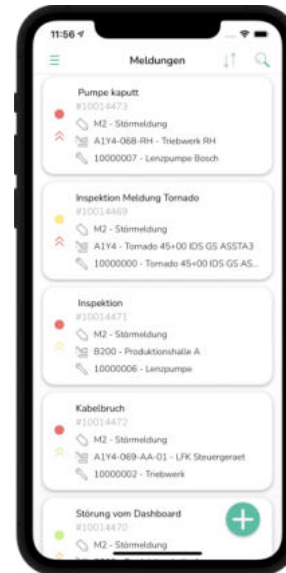 11:56
Meldungen
Pumpe kaputt
#10014473
M2 - Störmeldung
A1Y4-068-RH - Triebwerk RH
10000007 - Lenzpumpe Bosch
Inspektion Meldung Tornado
#10014469
M2 - Störmeldung
A1Y4 - Tornado 45+00 IDS GS ASSTA3
10000000 - Tornado 45+00 IDS GS AS...
Inspektion
#10014471
M2 - Störmeldung
B200 - Produktionshalle A
10000006 - Lenzpumpe
Kabelbruch
#10014472
M2 - Störmeldung
A1Y4-069-AA-01 - LFK Steuergeraet
10000002 - Triebwerk
Störung vom Dashboard
#10014470
M2 - Störmeldung